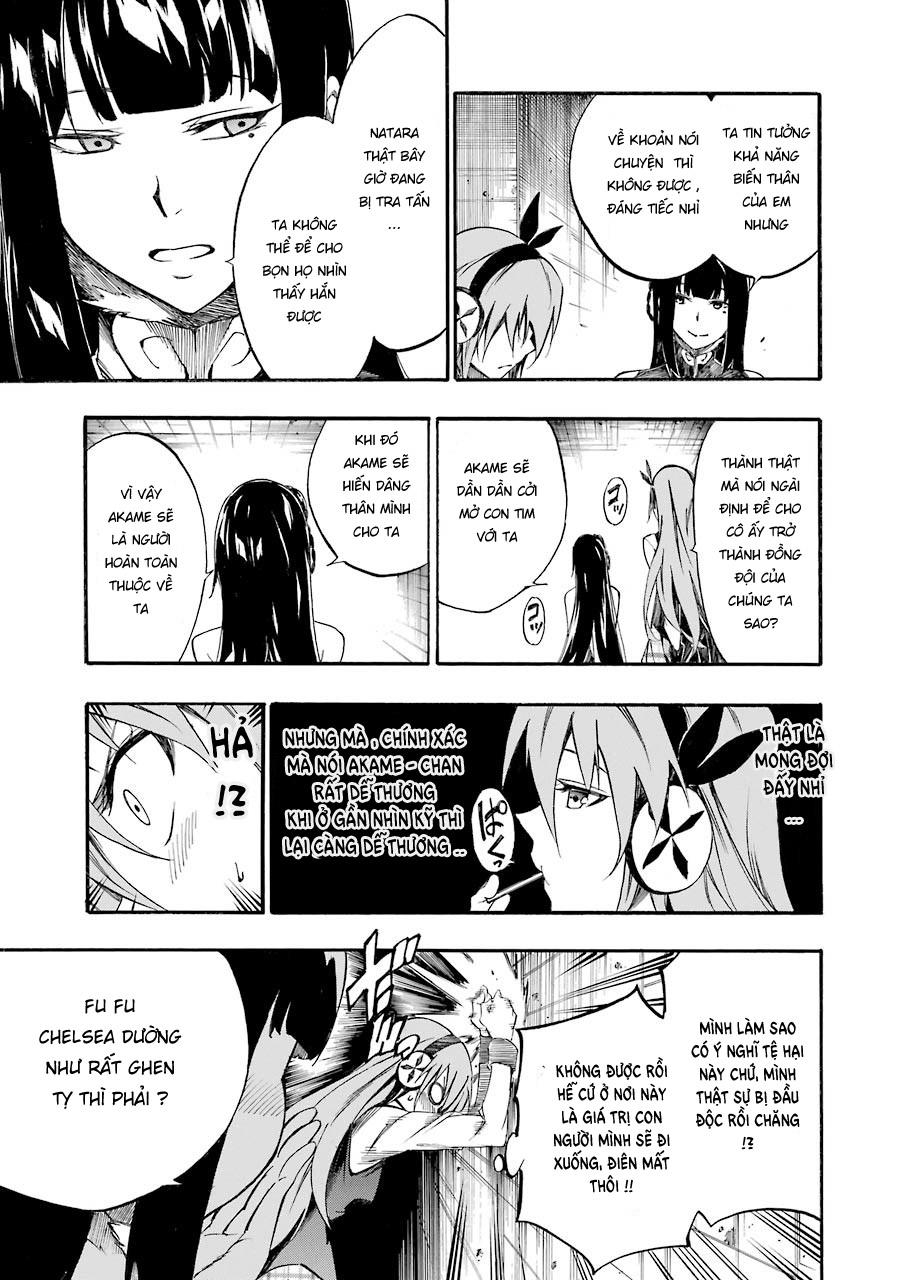 TA TIN TƯỞNG
KHẢ NĂNG
BIẾN THÂN
CỦA EM
NHƯNG
VỀ KHOẢN NÓI
CHUYỆN THÌ
KHÔNG ĐƯỢC ,
ĐÁNG TIẾC NHỈ
NATARA
THẬT BÂY
GIỜ ĐANG
BỊ TRA TẤN
...
TA KHÔNG
THỂ ĐỂ CHO
BỌN HỌ NHÌN
THẤY HẮN
ĐƯỢC
THÀNH THẬT
MÀ NÓI NGÀI
ĐỊNH ĐỂ CHO
CÔ ẤY TRỞ
THÀNH ĐỒNG
ĐỘI CỦA
CHÚNG TA
SAO?
コッ
コツ
AKAME SẼ
DẦN DẦN CỞI
MỞ CON TIM
VỚI TA
KHI ĐÓ
AKAME SẼ
HIẾN DÂNG
THÂN MÌNH
CHO TA
VÌ VẬY
AKAME SẼ
LÀ NGƯỜI
HOÀN TOÀN
THUỘC VỀ
TA
THẬT LÀ
MONG ĐỢI
ĐẤY NHỈ
...
ぱくっ
NHƯNG MÀ , CHÍNH XÁC
MÀ NÓI AKAME - CHAN
RẤT DỄ THƯƠNG
KHI Ở GẦN NHÌN KỸ THÌ
LẠI CÀNG DỄ THƯƠNG ..
HẢ
!?
MÌNH LÀM SAO
CÓ Ý NGHĨ TỆ HẠI
NÀY CHỨ, MÌNH
THẬT SỰ BỊ ĐẦU
ĐỘC RỒI CHĂNG
!?
KHÔNG ĐƯỢC RỒI
HỄ CỨ Ở NƠI NÀY
LÀ GIÁ TRỊ CON
NGƯỜI MÌNH SẼ ĐI
XUỐNG, ĐIÊN MẤT
THÔI !!
FU FU
CHELSEA DƯỜNG
NHƯ RẤT GHEN
TỴ THÌ PHẢI ?